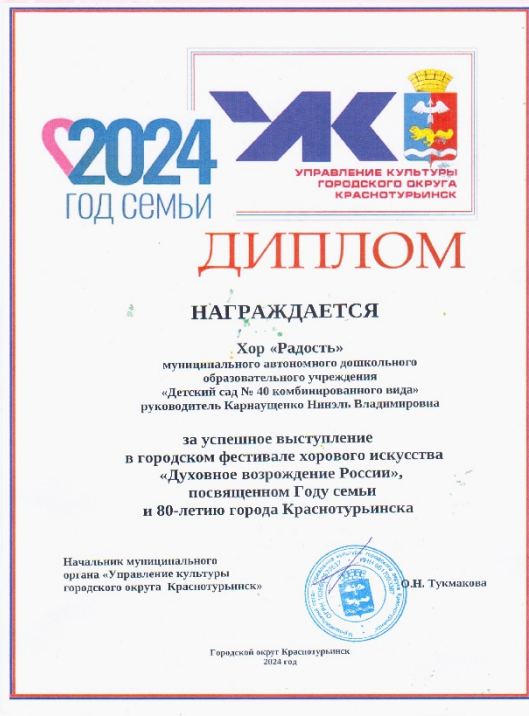 2024
ГОД СЕМЬИ
УК
УПРАВЛЕНИЕ КУЛЬТУРЫ
ГОРОДСКОГО ОКРУГА
КРАСНОТУРЬИНСК
ДИПЛОМ
НАГРАЖДАЕТСЯ
Хор «Радость»
муниципального автономного дошкольного
образовательного учреждения
«Детский сад № 40 комбинированного вида»
руководитель Карнаущенко Нинэль Владимировна
за успешное выступление
в городском фестивале хорового искусства
«Духовное возрождение России»,
посвященном Году семьи
и 80-летию города Краснотурьинска
Начальник муниципального
органа «Управление культуры
городского округа Краснотурьинск»
О.Н. Тукмакова
Городской округ Краснотурьинск
2024 год